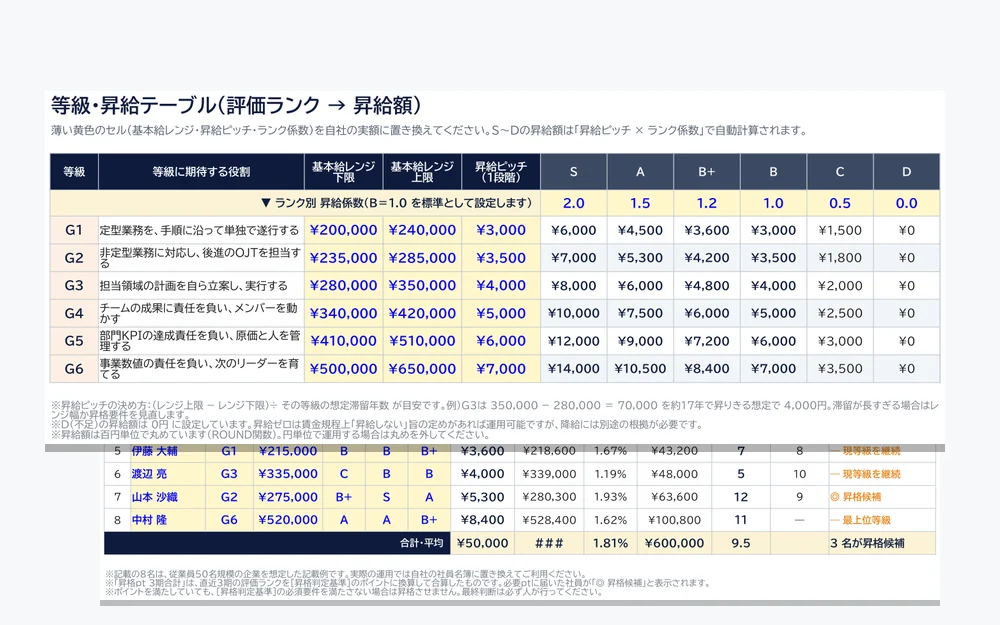 等級・昇給テーブル（評価ランク → 昇給額）
薄い黄色のセル（基本給レンジ・昇給ピッチ・ランク係数）を自社の実額に置き換えてください。S〜Dの昇給額は「昇給ピッチ × ランク係数」で自動計算されます。
等級 等級に期待する役割 基本給レンジ下限 基本給レンジ上限 昇給ピッチ（1段階） S A B+ B C D
▼ ランク別 昇給係数（B＝1.0 を標準として設定します） 2.0 1.5 1.2 1.0 0.5 0.0
G1 定型業務を、手順に沿って単独で遂行する ¥200,000 ¥240,000 ¥3,000 ¥6,000 ¥4,500 ¥3,600 ¥3,000 ¥1,500 ¥0
G2 非定型業務に対応し、後進のOJTを担当する ¥235,000 ¥285,000 ¥3,500 ¥7,000 ¥5,300 ¥4,200 ¥3,500 ¥1,800 ¥0
G3 担当領域の計画を自ら立案し、実行する ¥280,000 ¥350,000 ¥4,000 ¥8,000 ¥6,000 ¥4,800 ¥4,000 ¥2,000 ¥0
G4 チームの成果に責任を負い、メンバーを動かす ¥340,000 ¥420,000 ¥5,000 ¥10,000 ¥7,500 ¥6,000 ¥5,000 ¥2,500 ¥0
G5 部門KPIの達成責任を負い、原価と人を管理する ¥410,000 ¥510,000 ¥6,000 ¥12,000 ¥9,000 ¥7,200 ¥6,000 ¥3,000 ¥0
G6 事業数値の責任を負い、次のリーダーを育てる ¥500,000 ¥650,000 ¥7,000 ¥14,000 ¥10,500 ¥8,400 ¥7,000 ¥3,500 ¥0
※昇給ピッチの決め方：（レンジ上限 − レンジ下限）÷ その等級の想定滞留年数 が目安です。例）G3は 350,000 − 280,000 ＝ 70,000 を約17年で昇りきる想定で 4,000円。滞留が長すぎる場合はレ
ンジ幅か昇格要件を見直します。
※D（不足）の昇給額は 0円 に設定しています。昇給ゼロは賃金規程上「昇給しない」旨の定めがあれば運用可能ですが、降給には別途の根拠が必要です。
※昇給額は百円単位で丸めています（ROUND関数）。円単位で運用する場合は丸めを外してください。
5 伊藤 大輔 G1 ¥215,000 B B B+ ¥3,600 ¥218,600 1.67% ¥43,200 7 8 — 現等級を継続
6 渡辺 亮 G3 ¥335,000 C B B ¥4,000 ¥339,000 1.19% ¥48,000 5 10 — 現等級を継続
7 山本 沙織 G2 ¥275,000 B+ S A ¥5,300 ¥280,300 1.93% ¥63,600 12 9 ◎ 昇格候補
8 中村 隆 G6 ¥520,000 A A B+ ¥8,400 ¥528,400 1.62% ¥100,800 11 — — 最上位等級
合計・平均 ¥50,000 ### 1.81% ¥600,000 9.5 3 名が昇格候補
※記載の8名は、従業員50名規模の企業を想定した記載例です。実際の運用では自社の社員名簿に置き換えてご利用ください。
※「昇格pt 3期合計」は、直近3期の評価ランクを［昇格判定基準］のポイントに換算して合算したものです。必要ptに届いた社員が「◎ 昇格候補」と表示されます。
※ポイントを満たしていても、［昇格判定基準］の必須要件を満たさない場合は昇格させません。最終判断は必ず人が行ってください。